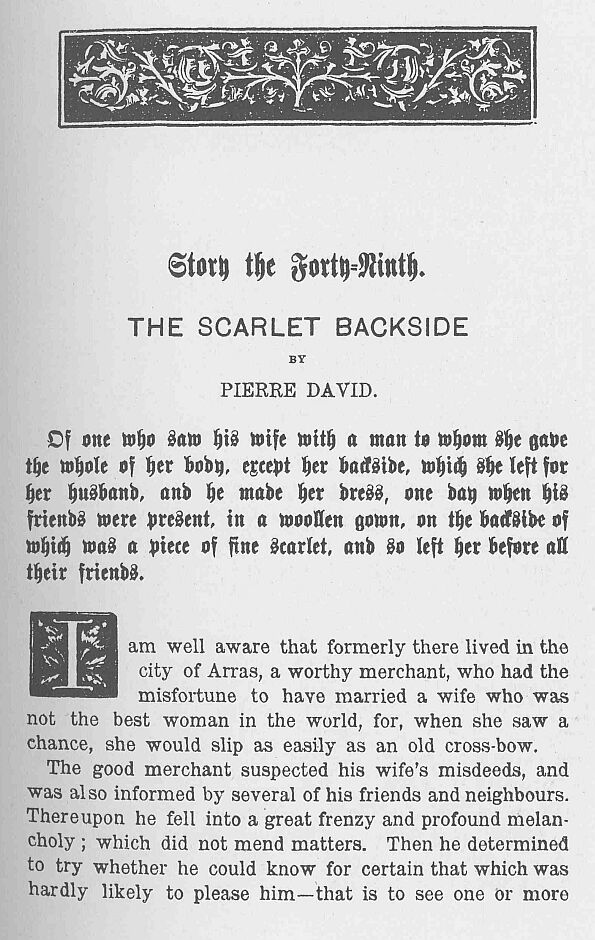 Story the Forty-Ninth.
THE SCARLET BACKSIDE
BY
PIERRE DAVID.
Of one who saw his wife with a man to whom she gave
the whole of her body, except her backside, which she left for
her husband, and he made her dress, one day when his
friends were present, in a woollen gown, on the backside of
which was a piece of fine scarlet, and so left her before all
their friends.
I am well aware that formerly there lived in the
city of Arras, a worthy merchant, who had the
misfortune to have married a wife who was
not the best woman in the world, for, when she saw a
chance, she would slip as easily as an old cross-bow.
The good merchant suspected his wife's misdeeds, and
was also informed by several of his friends and neighbours.
Thereupon he fell into a great frenzy and profound melan-
choly; which did not mend matters. Then he determined
to try whether he could know for certain that which was
hardly likely to please him—that is to see one or more